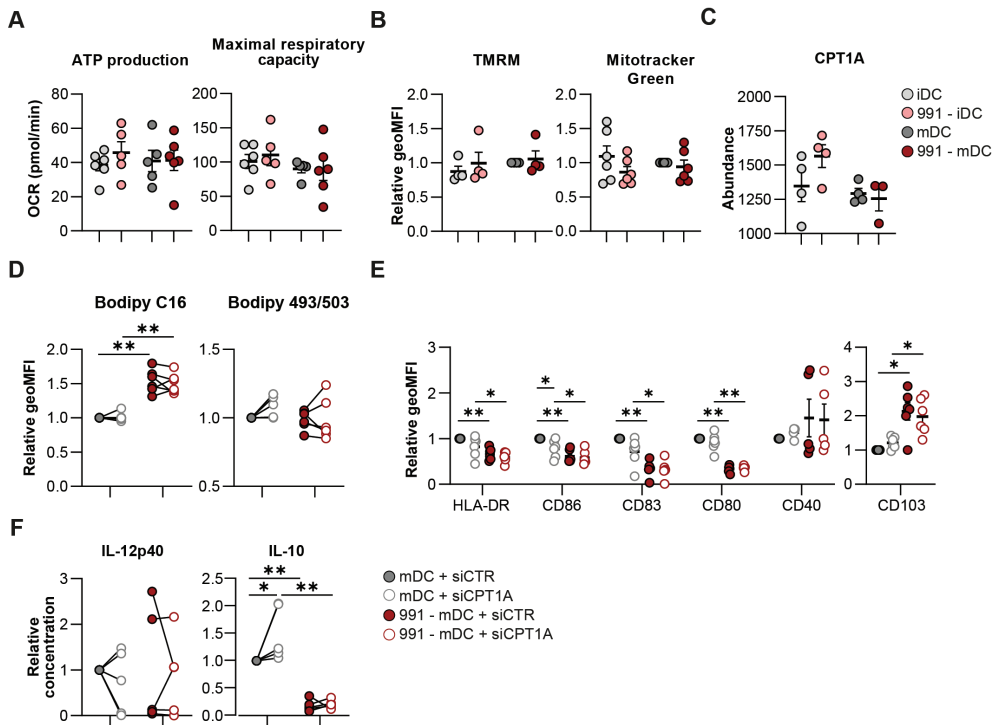 A
ATP production
Maximal respiratory
capacity
OCR (pmol/min)
80
60
40
20
0
200
150
100
50
0
B
TMRM
Mitotracker
Green
Relative geoMFI
2.0
1.5
1.0
0.5
0.0
2.0
1.5
1.0
0.5
0.0
C
CPT1A
Abundance
2000
1750
1500
1250
1000
iDC
991 - iDC
mDC
991 - mDC
D
Bodipy C16
Bodipy 493/503
Relative geoMFI
2.0
1.5
1.0
0.5
0.0
1.5
1.0
0.5
**
**
E
Relative geoMFI
3
2
1
0
**
*
*
**
*
**
*
**
**
HLA-DR
CD86
CD83
CD80
CD40
4
3
2
1
0
*
*
CD103
F
IL-12p40
IL-10
Relative
concentration
3
2
1
0
2.5
2.0
1.5
1.0
0.5
0.0
**
*
**
mDC + siCTR
mDC + siCPT1A
991 - mDC + siCTR
991 - mDC + siCPT1A